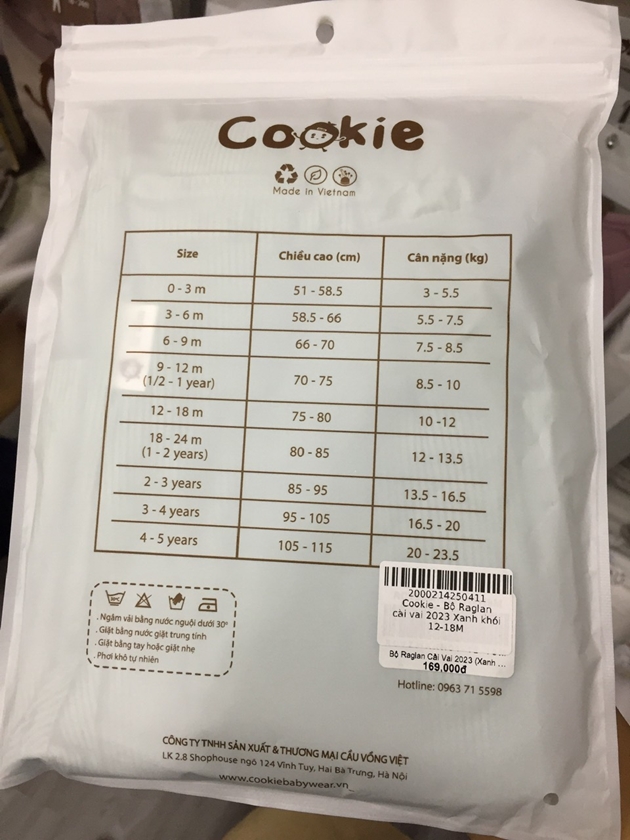 Cookie
Made in Vietnam
Size Chiều cao (cm) Cân nặng (kg)
0 - 3 m 51 - 58.5 3 - 5.5
3 - 6 m 58.5 - 66 5.5 - 7.5
6 - 9 m 66 - 70 7.5 - 8.5
9 - 12 m
(1/2 - 1 year) 70 - 75 8.5 - 10
12 - 18 m 75 - 80 10 -12
18 - 24 m
(1 - 2 years) 80 - 85 12 - 13.5
2 - 3 years 85 - 95 13.5 - 16.5
3 - 4 years 95 - 105 16.5 - 20
4 - 5 years 105 - 115 20 - 23.5
. Ngâm vải bằng nước nguội dưới 30°
. Giặt bằng nước giặt trung tính
. Giặt bằng tay hoặc giặt nhẹ
. Phơi khô tự nhiên
2000214250411
Cookie - Bộ Raglan
cài vai 2023 Xanh khói
12-18M
Bộ Raglan Cài Vai 2023 (Xanh ...
169,000đ
Hotline: 0963 71 5598
CÔNG TY TNHH SẢN XUẤT & THƯƠNG MẠI CẦU VỒNG VIỆT
LK 2.8 Shophouse ngõ 124 Vĩnh Tuy, Hai Bà Trưng, Hà Nội
www.cookiebabywear.vn